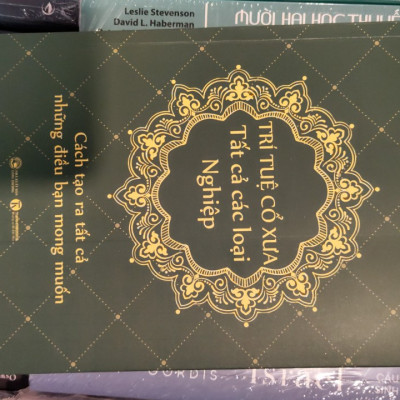 Leslie Stevenson
David L. Haberman
MƯỜI HAI HỌC THUYẾT
TRÍ TUỆ CỔ XƯA
Tất cả các loại
Nghiệp
Cách tạo ra tất cả
những điều bạn mong muốn